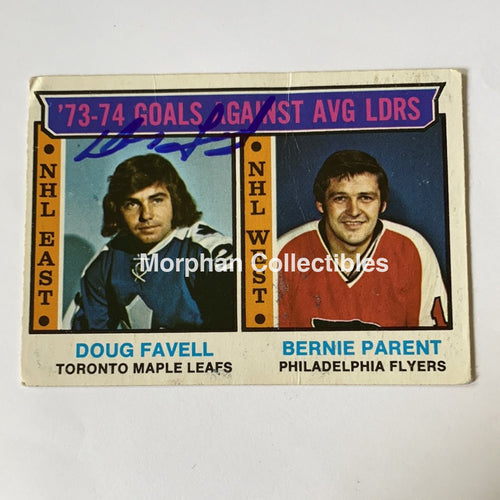 '73-74 GOALS AGAINST AVG LDRS
NHL EAST
NHL WEST
Morphan Collectibles
DOUG FAVELL
BERNIE PARENT
TORONTO MAPLE LEAFS
PHILADELPHIA FLYERS